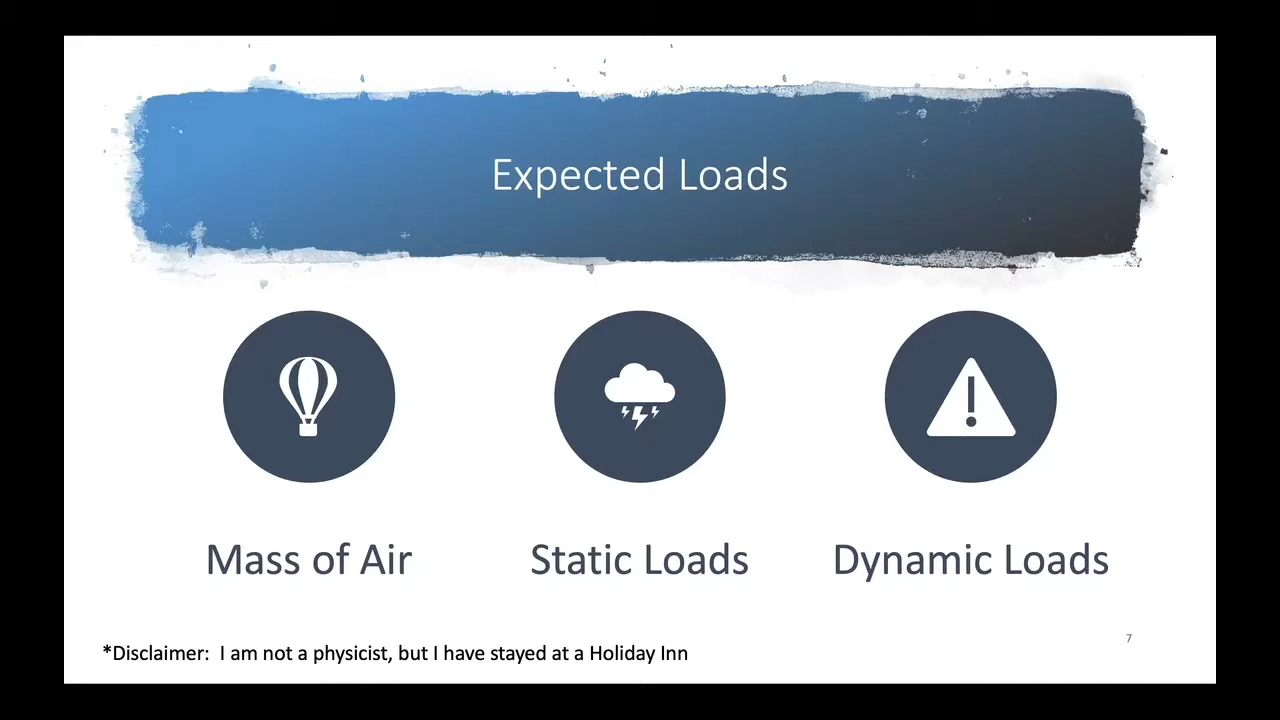 Expected Loads
Mass of Air
Static Loads
Dynamic Loads
7
*Disclaimer:  I am not a physicist, but I have stayed at a Holiday Inn